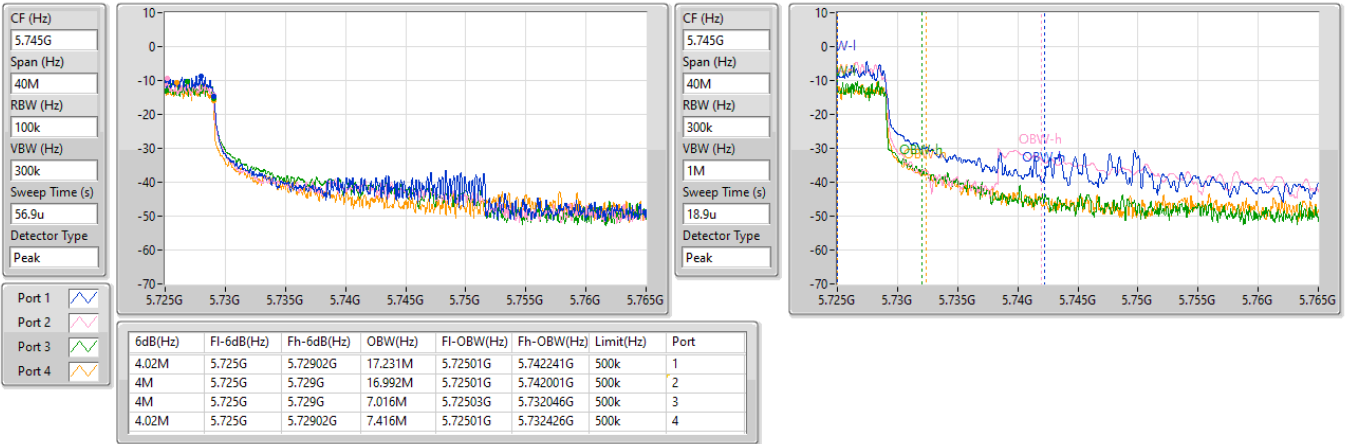 CF (Hz)
5.745G
Span (Hz)
40M
RBW (Hz)
100k
VBW (Hz)
300k
Sweep Time (s)
56.9u
Detector Type
Peak
10-
0-
-10-
-20-
-30-
-40-
-50-
-60-
-70-
5.725G 5.73G 5.735G 5.74G 5.745G 5.75G 5.755G 5.76G 5.765G
CF (Hz)
5.745G
Span (Hz)
40M
RBW (Hz)
300k
VBW (Hz)
1M
Sweep Time (s)
18.9u
Detector Type
Peak
10-
0-
-10-
-20-
-30-
-40-
-50-
-60-
-70-
W-l
OBW-h
OBW-h
OBW-
5.725G 5.73G 5.735G 5.74G 5.745G 5.75G 5.755G 5.76G 5.765G
Port 1
Port 2
Port 3
Port 4
6dB(Hz) Fl-6dB(Hz) Fh-6dB(Hz) OBW(Hz) Fl-OBW(Hz) Fh-OBW(Hz) Limit(Hz) Port
4.02M 5.725G 5.72902G 17.231M 5.72501G 5.742241G 500k 1
4M 5.725G 5.729G 16.992M 5.72501G 5.742001G 500k 2
4M 5.725G 5.729G 7.016M 5.72503G 5.732046G 500k 3
4.02M 5.725G 5.72902G 7.416M 5.72501G 5.732426G 500k 4